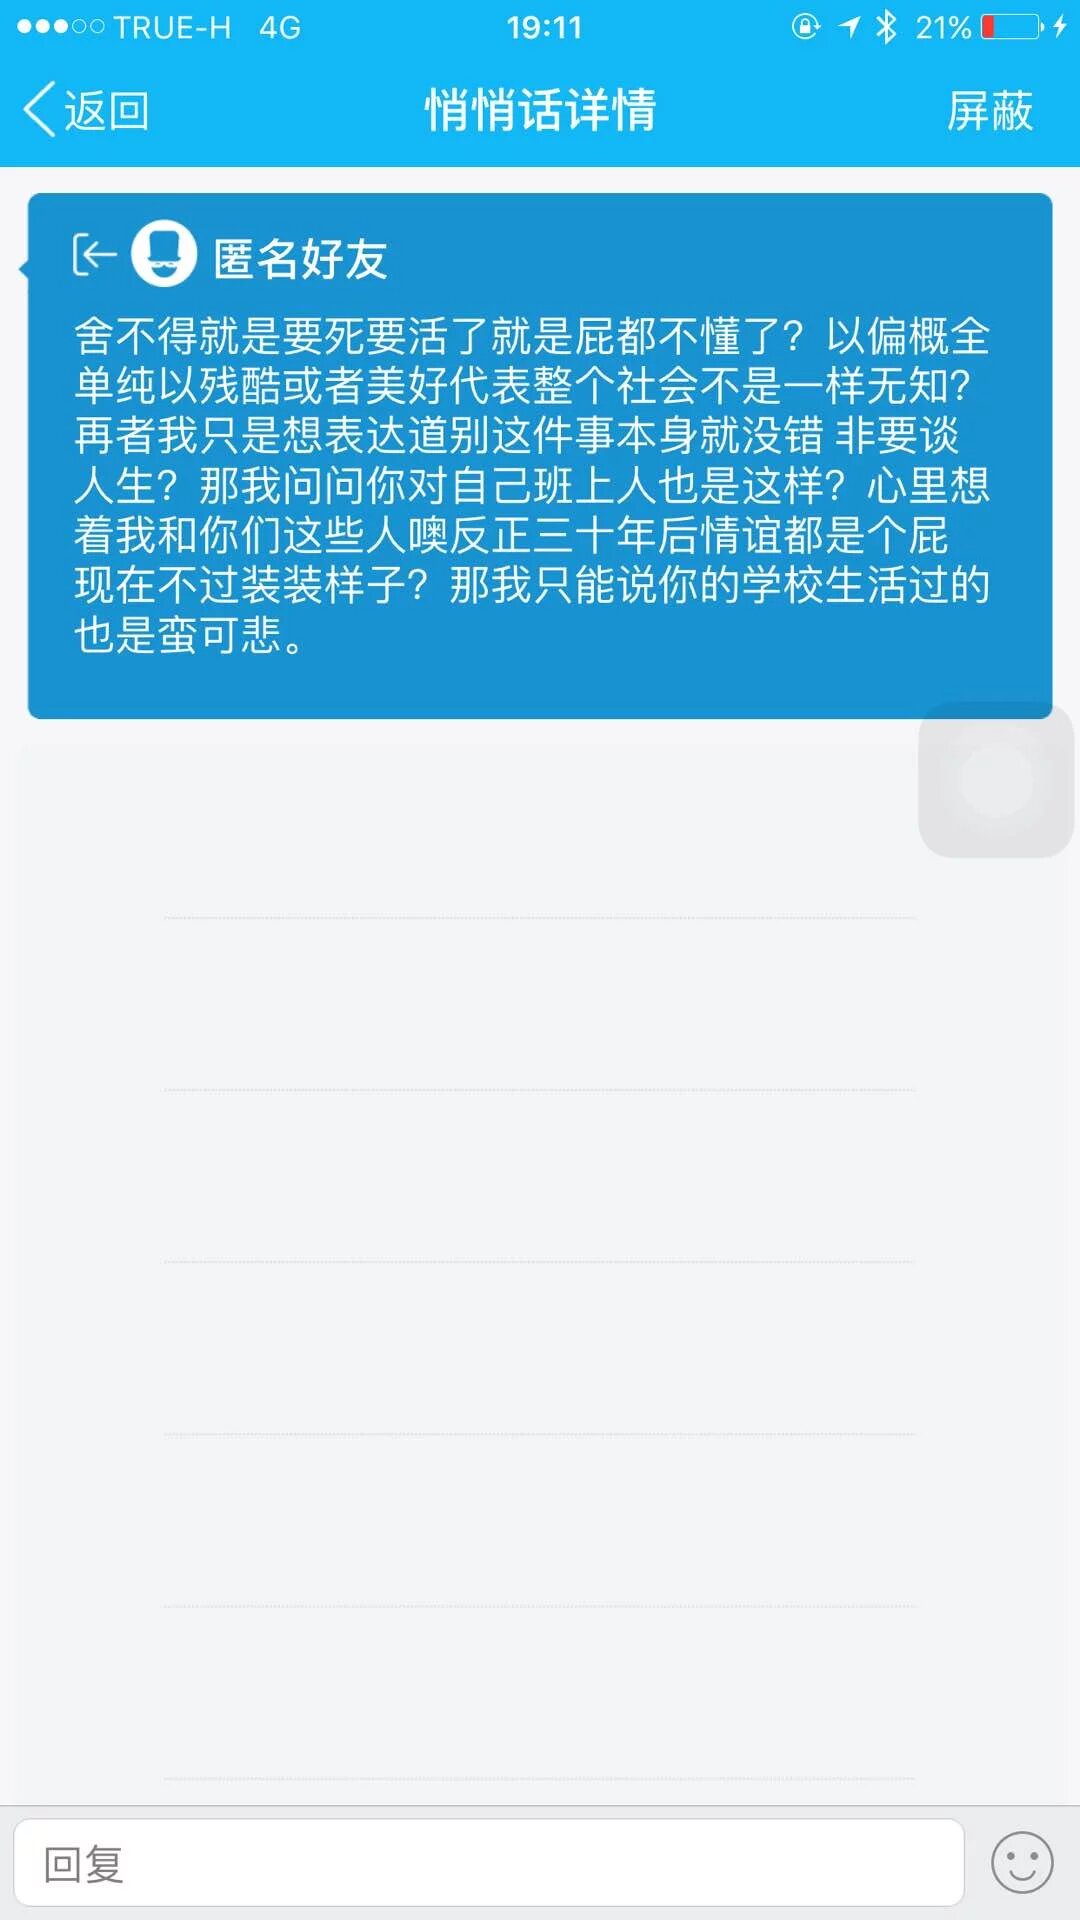 TRUE-H 4G 19:11 21%
返回 悄悄话详情 屏蔽
匿名好友
舍不得就是要死要活了就是屁都不懂了？以偏概全
单纯以残酷或者美好代表整个社会不是一样无知？
再者我只是想表达道别这件事本身就没错 非要谈
人生？那我问问你对自己班上人也是这样？心里想
着我和你们这些人噢反正三十年后情谊都是个屁
现在不过装装样子？那我只能说你的学校生活过的
也是蛮可悲。
回复